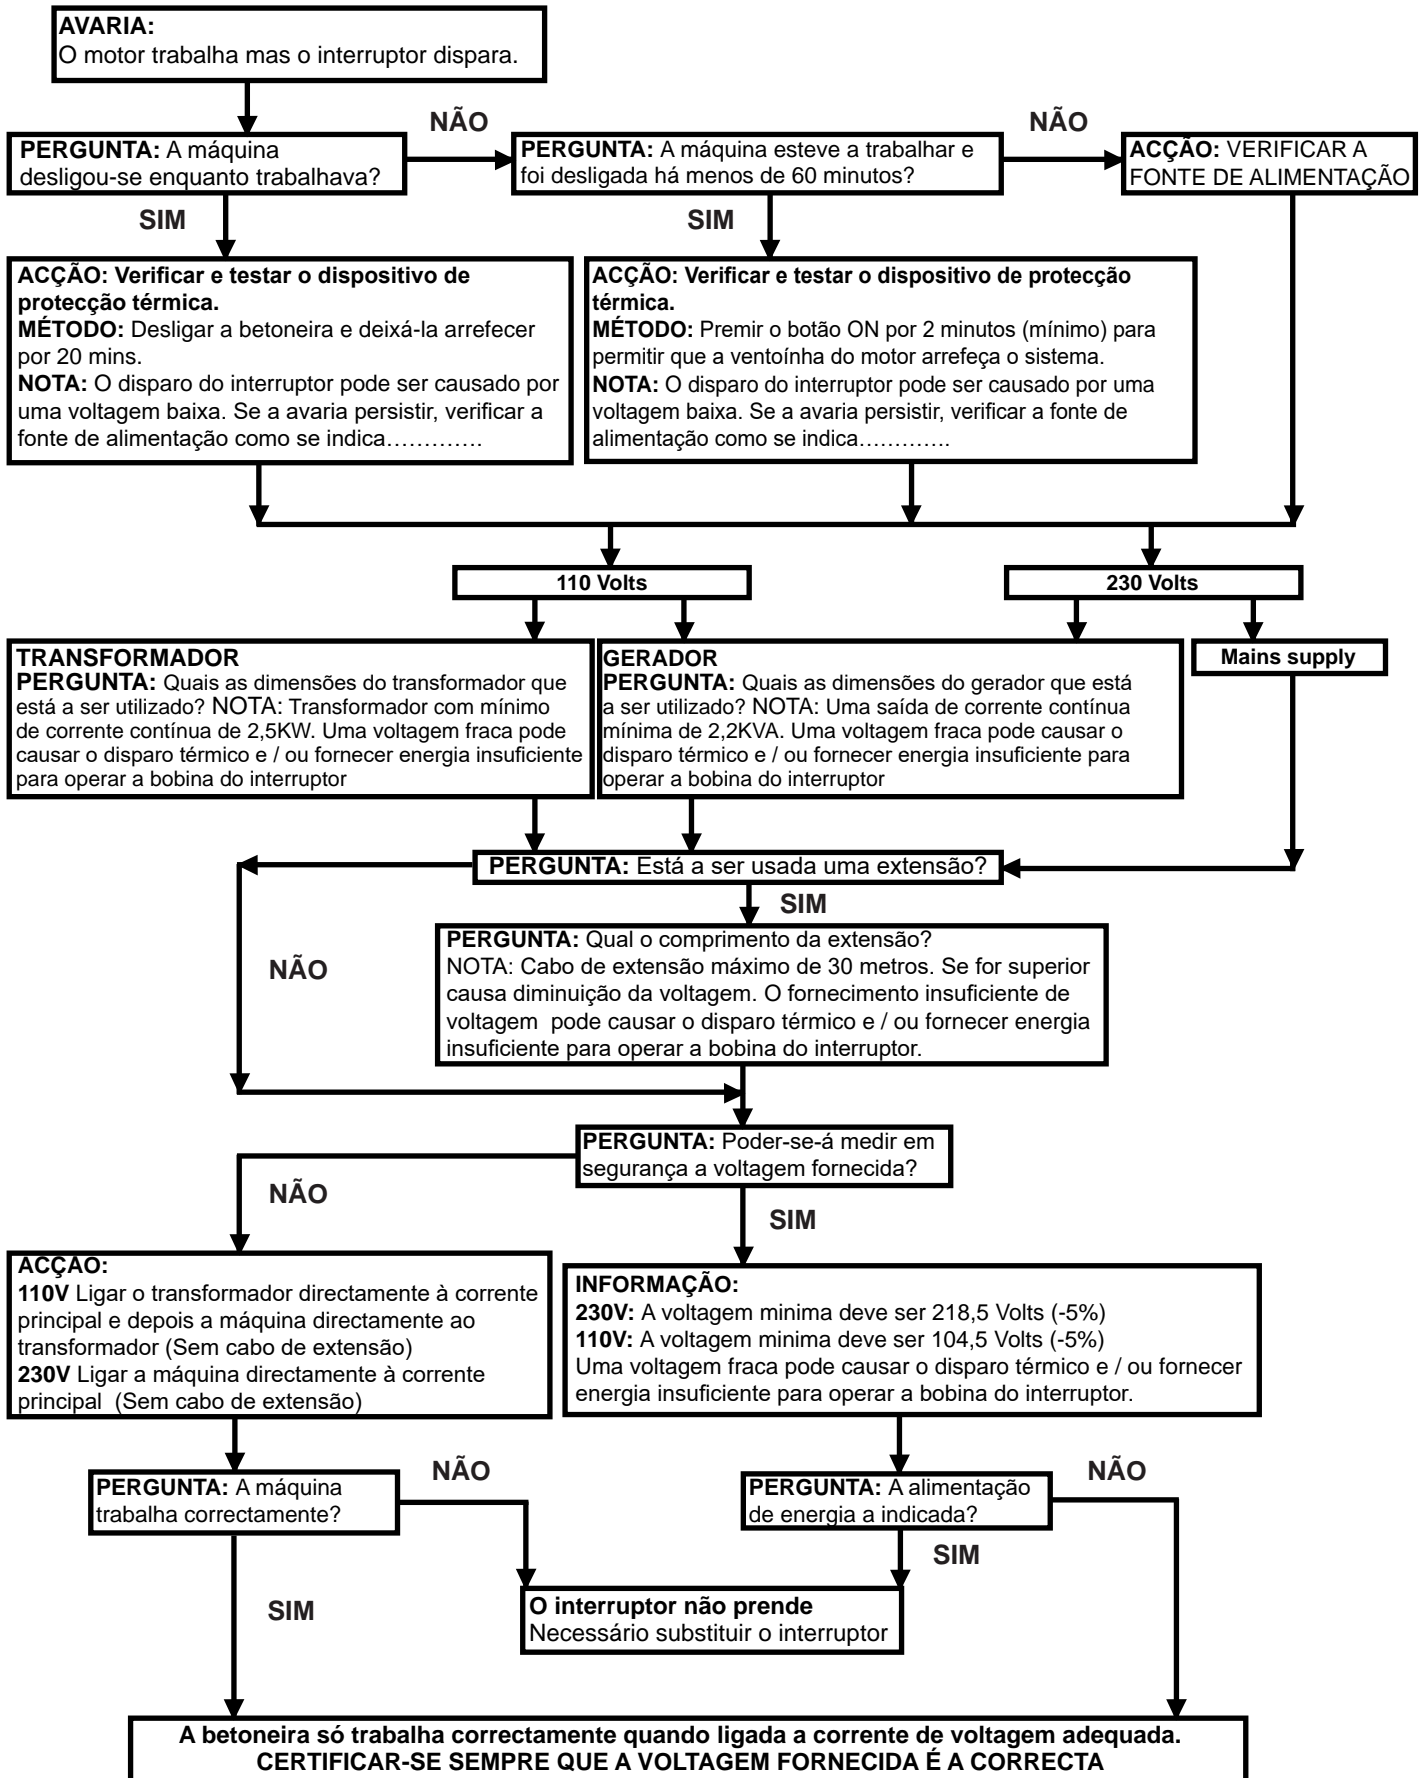 AVARIA:
O motor trabalha mas o interruptor dispara.
NÃO
NÃO
PERGUNTA: A máquina
desligou-se enquanto trabalhava?
PERGUNTA: A máquina esteve a trabalhar e
foi desligada há menos de 60 minutos?
ACÇÃO: VERIFICAR A
FONTE DE ALIMENTAÇÃO
SIM
SIM
ACÇÃO: Verificar e testar o dispositivo de
protecção térmica.
MÉTODO: Desligar a betoneira e deixá-la arrefecer
por 20 mins.
NOTA: O disparo do interruptor pode ser causado por
uma voltagem baixa. Se a avaria persistir, verificar a
fonte de alimentação como se indica………….
ACÇÃO: Verificar e testar o dispositivo de protecção
térmica.
MÉTODO: Premir o botão ON por 2 minutos (mínimo) para
permitir que a ventoínha do motor arrefeça o sistema.
NOTA: O disparo do interruptor pode ser causado por uma
voltagem baixa. Se a avaria persistir, verificar a fonte de
alimentação como se indica………….
110 Volts
230 Volts
TRANSFORMADOR
PERGUNTA: Quais as dimensões do transformador que
está a ser utilizado? NOTA: Transformador com mínimo
de corrente contínua de 2,5KW. Uma voltagem fraca pode
causar o disparo térmico e / ou fornecer energia insuficiente
para operar a bobina do interruptor
GERADOR
PERGUNTA: Quais as dimensões do gerador que está
a ser utilizado? NOTA: Uma saída de corrente contínua
mínima de 2,2KVA. Uma voltagem fraca pode causar o
disparo térmico e / ou fornecer energia insuficiente para
operar a bobina do interruptor
Mains supply
PERGUNTA: Está a ser usada uma extensão?
SIM
NÃO
PERGUNTA: Qual o comprimento da extensão?
NOTA: Cabo de extensão máximo de 30 metros. Se for superior
causa diminuição da voltagem. O fornecimento insuficiente de
voltagem  pode causar o disparo térmico e / ou fornecer energia
insuficiente para operar a bobina do interruptor.
PERGUNTA: Poder-se-á medir em
segurança a voltagem fornecida?
NÃO
SIM
ACÇÃO:
110V Ligar o transformador directamente à corrente
principal e depois a máquina directamente ao
transformador (Sem cabo de extensão)
230V Ligar a máquina directamente à corrente
principal  (Sem cabo de extensão)
INFORMAÇÃO:
230V: A voltagem minima deve ser 218,5 Volts (-5%)
110V: A voltagem minima deve ser 104,5 Volts (-5%)
Uma voltagem fraca pode causar o disparo térmico e / ou fornecer
energia insuficiente para operar a bobina do interruptor.
NÃO
NÃO
PERGUNTA: A máquina
trabalha correctamente?
PERGUNTA: A alimentação
de energia a indicada?
SIM
SIM
O interruptor não prende
Necessário substituir o interruptor
A betoneira só trabalha correctamente quando ligada a corrente de voltagem adequada.
CERTIFICAR-SE SEMPRE QUE A VOLTAGEM FORNECIDA É A CORRECTA